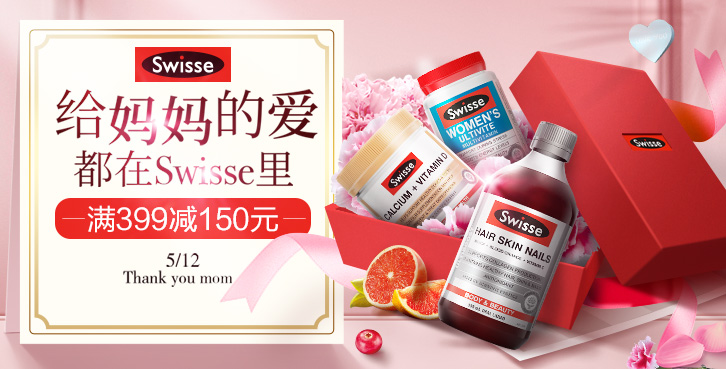 Swisse
给妈妈的爱
都在Swisse里
满399减150元
5/12
Thank you mom
Swisse
WOMEN'S
ULTIVITE
MULTIVITAMIN
Swisse
CALCIUM + VITAMIN D
Swisse
HAIR SKIN NAILS
BODY & BEAUTY
Swisse